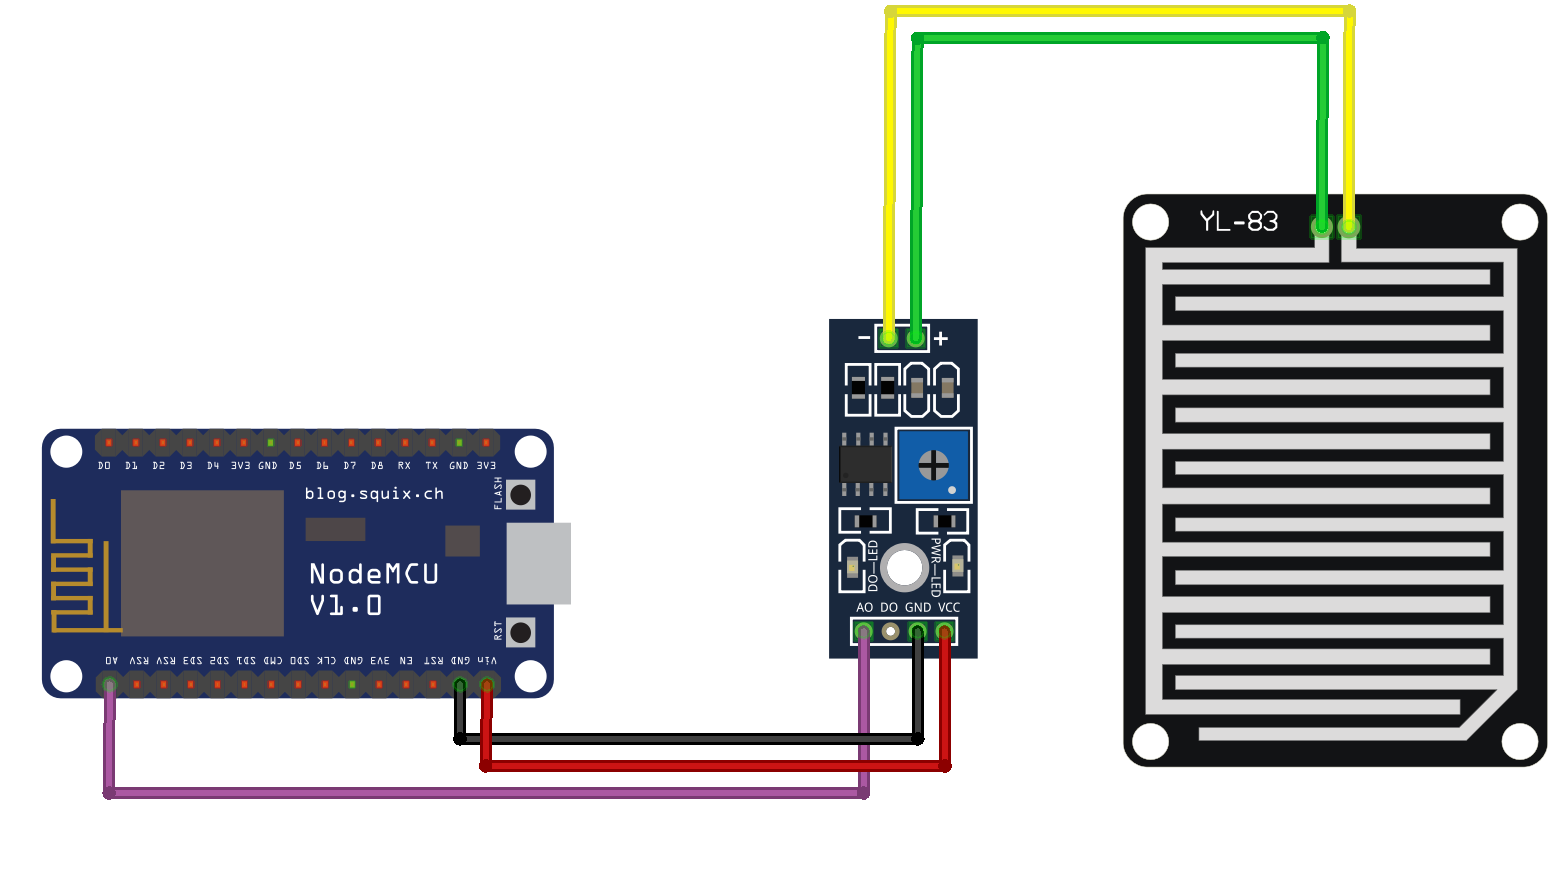 YL-83
- +
D0 D1 D2 D3 D4 3V3 GND D5 D6 D7 D8 RX TX GND 3V3
FLASH
blog.squix.ch
NodeMCU
V1.0
RST
A0 RSV RSV SD3 SD2 SD1 CMD SD0 CLK GND 3V3 EN RST GND Vin
DO-LED
PWR-LED
AO DO GND VCC